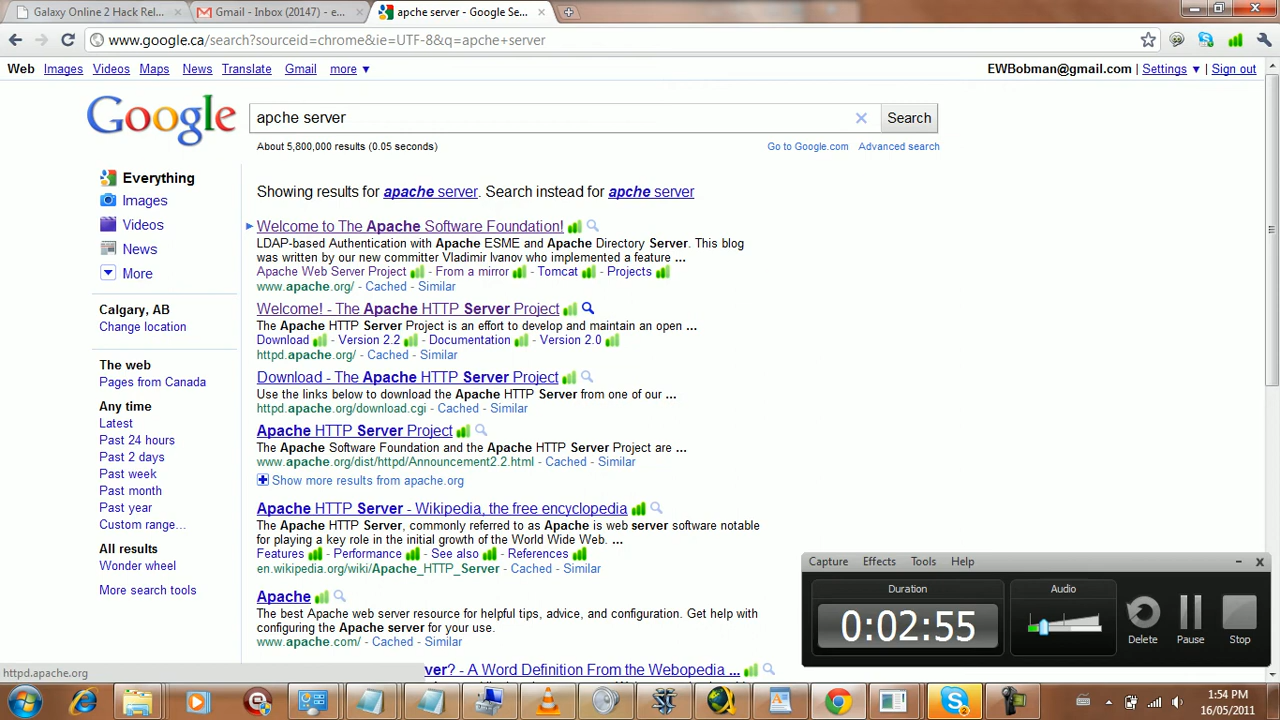 Galaxy Online 2 Hack Rel...
Gmail - Inbox (20147) - e...
apche server - Google Se...
www.google.ca/search?sourceid=chrome&ie=UTF-8&q=apche+server
Web Images Videos Maps News Translate Gmail more ▼
EWBobman@gmail.com | Settings ▼ | Sign out
Google
apche server
Search
About 5,800,000 results (0.05 seconds)
Go to Google.com Advanced search
Everything
Images
Videos
News
More
Calgary, AB
Change location
The web
Pages from Canada
Any time
Latest
Past 24 hours
Past 2 days
Past week
Past month
Past year
Custom range...
All results
Wonder wheel
More search tools
Showing results for apache server. Search instead for apche server
Welcome to The Apache Software Foundation!
LDAP-based Authentication with Apache ESME and Apache Directory Server. This blog
was written by our new committer Vladimir Ivanov who implemented a feature ...
Apache Web Server Project - From a mirror - Tomcat - Projects
www.apache.org/ - Cached - Similar
Welcome! - The Apache HTTP Server Project
The Apache HTTP Server Project is an effort to develop and maintain an open ...
Download - Version 2.2 - Documentation - Version 2.0
httpd.apache.org/ - Cached - Similar
Download - The Apache HTTP Server Project
Use the links below to download the Apache HTTP Server from one of our ...
httpd.apache.org/download.cgi - Cached - Similar
Apache HTTP Server Project
The Apache Software Foundation and the Apache HTTP Server Project are ...
www.apache.org/dist/httpd/Announcement2.2.html - Cached - Similar
Show more results from apache.org
Apache HTTP Server - Wikipedia, the free encyclopedia
The Apache HTTP Server, commonly referred to as Apache is web server software notable
for playing a key role in the initial growth of the World Wide Web. ...
Features - Performance - See also - References
en.wikipedia.org/wiki/Apache_HTTP_Server - Cached - Similar
Apache
The best Apache web server resource for helpful tips, advice, and configuration. Get help with
configuring the Apache server for your use.
www.apache.com/ - Cached - Similar
ver? - A Word Definition From the Webopedia ...
httpd.apache.org
Capture Effects Tools Help
Duration
0:02:55
Audio
Delete
Pause
Stop
1:54 PM
16/05/2011